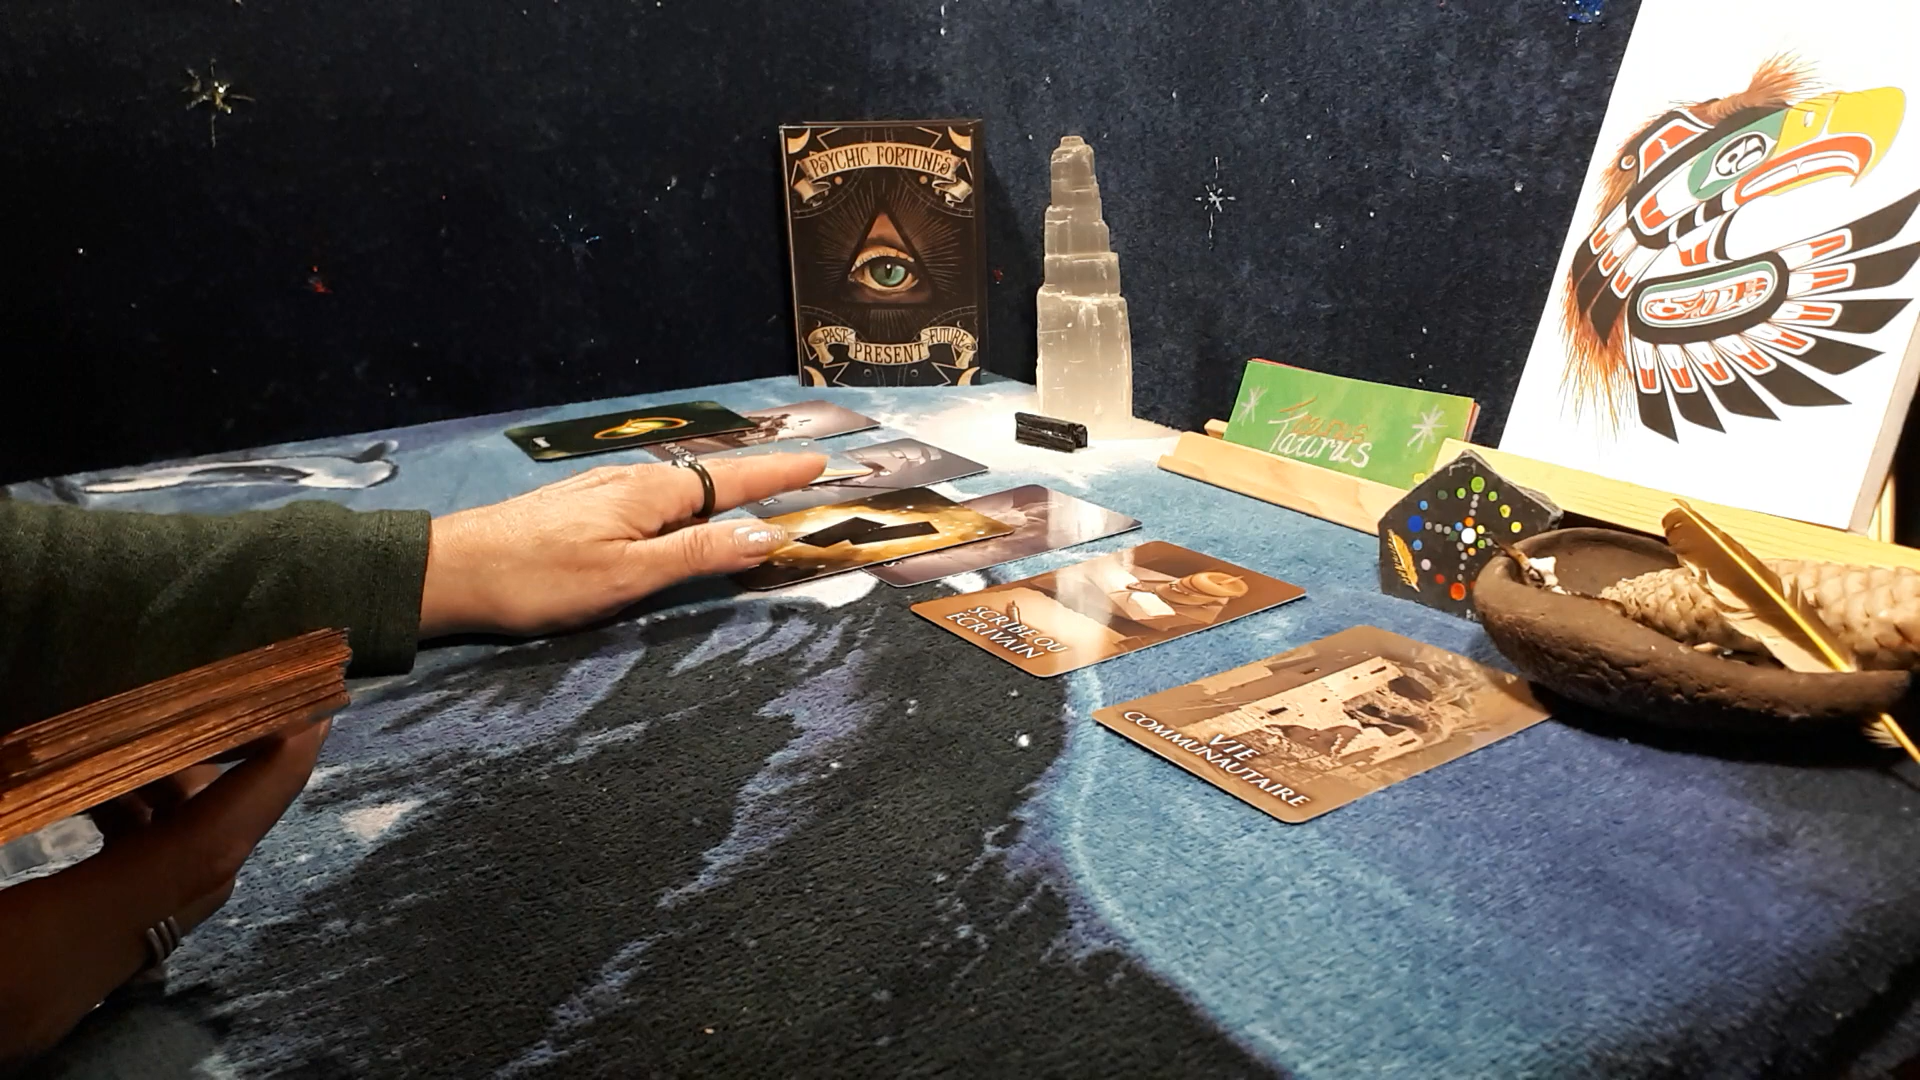 PSYCHIC FORTUNES
PAST
PRESENT
FUTURE
Taurus
SCRIBE OU
ÉCRIVAIN
VIE
COMMUNAUTAIRE